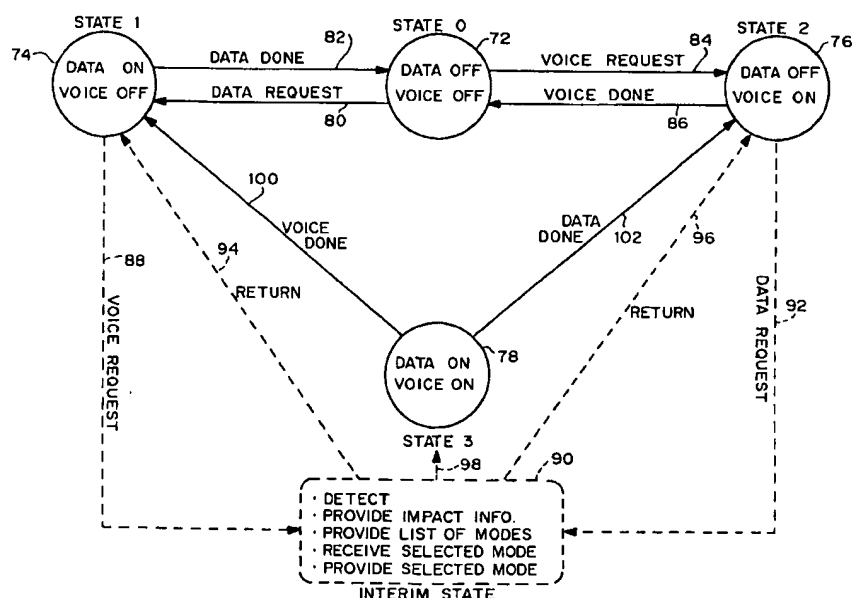 STATE 1
STATE 0
STATE 2
74
82
72
84
76
DATA DONE
VOICE REQUEST
DATA ON
VOICE OFF
DATA OFF
VOICE OFF
DATA OFF
VOICE ON
DATA REQUEST
VOICE DONE
80
86
100
VOICE
DONE
DATA
DONE
102
96
94
88
92
RETURN
RETURN
VOICE REQUEST
DATA REQUEST
DATA ON
VOICE ON
78
STATE 3
98
90
· DETECT
· PROVIDE IMPACT INFO.
· PROVIDE LIST OF MODES
· RECEIVE SELECTED MODE
· PROVIDE SELECTED MODE
INTERIM STATE